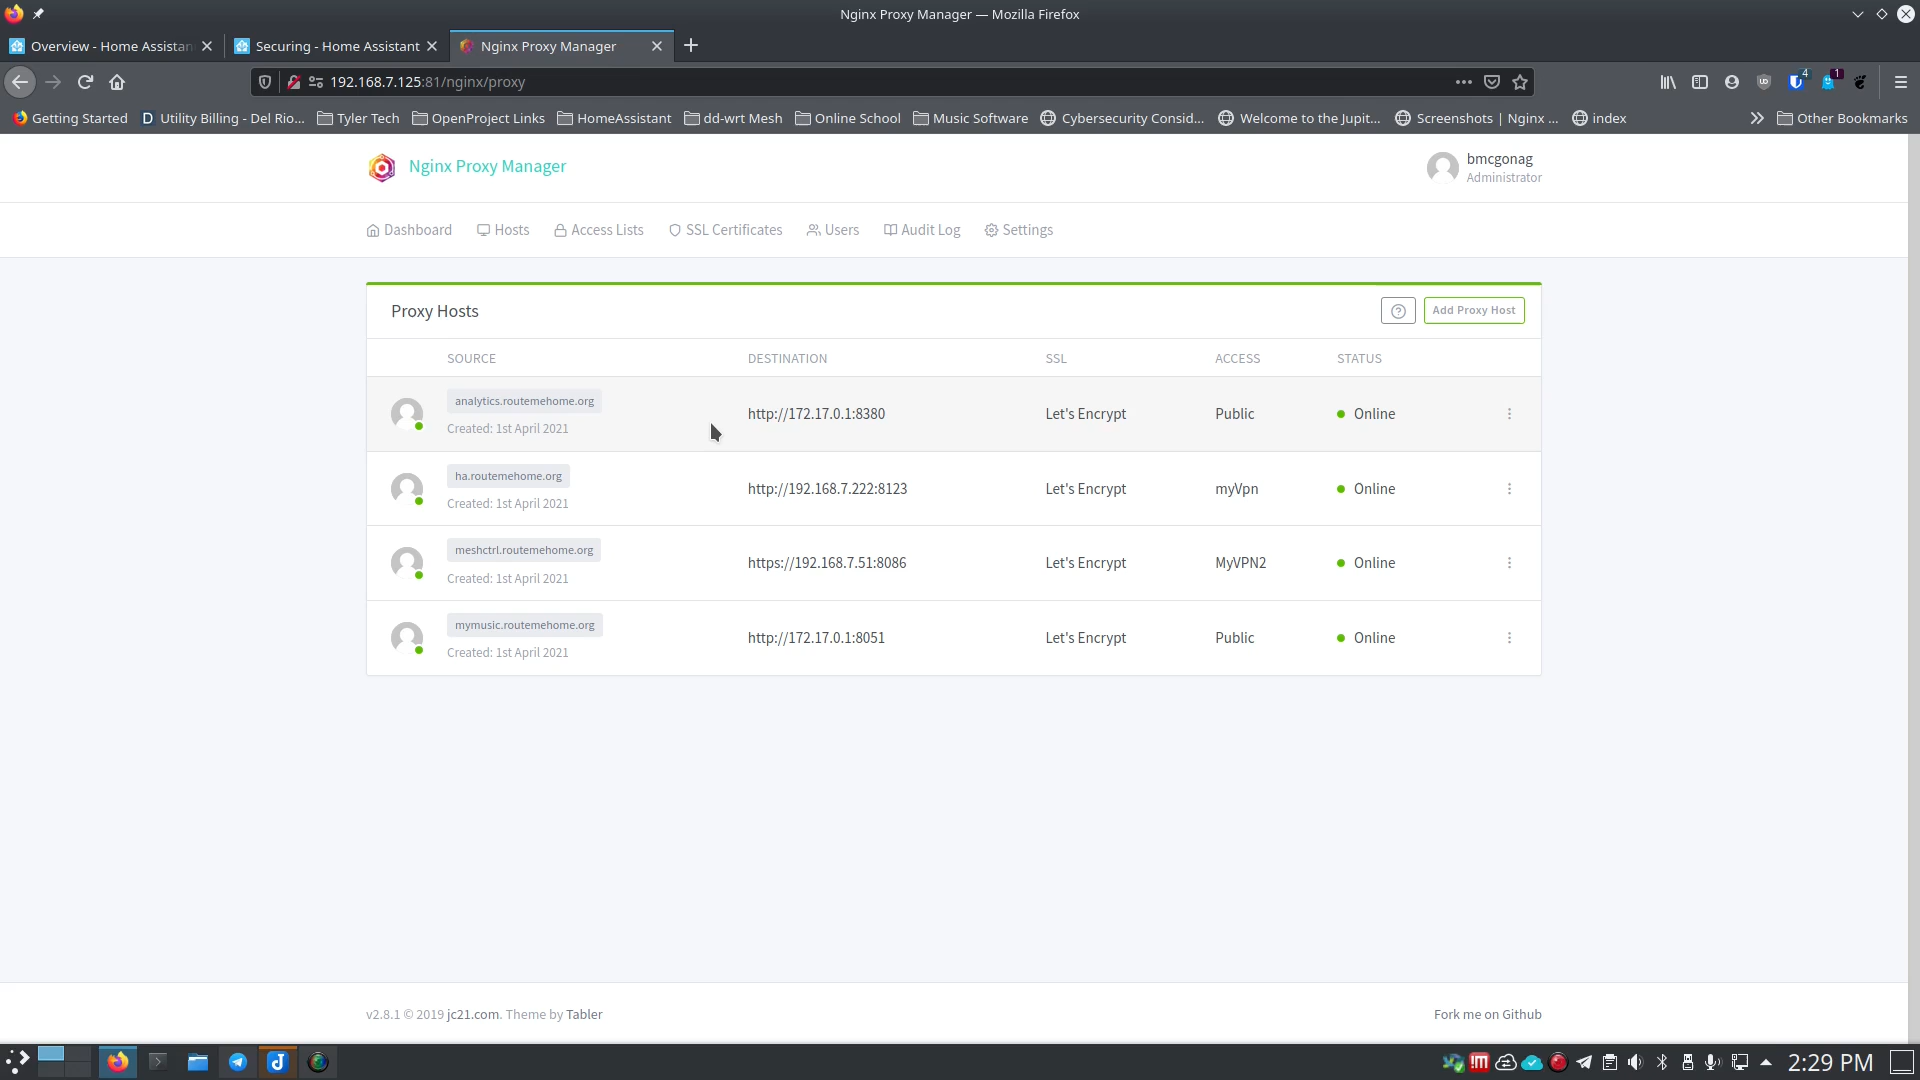 Nginx Proxy Manager — Mozilla Firefox
Overview - Home Assistan
Securing - Home Assistant
Nginx Proxy Manager
192.168.7.125:81/nginx/proxy
4
1
Getting Started
Utility Billing - Del Rio...
Tyler Tech
OpenProject Links
HomeAssistant
dd-wrt Mesh
Online School
Music Software
Cybersecurity Consid...
Welcome to the Jupit...
Screenshots | Nginx ...
index
Other Bookmarks
Nginx Proxy Manager
bmcgonag
Administrator
Dashboard
Hosts
Access Lists
SSL Certificates
Users
Audit Log
Settings
Proxy Hosts
Add Proxy Host
SOURCE DESTINATION SSL ACCESS STATUS
analytics.routemehome.org
Created: 1st April 2021
http://172.17.0.1:8380 Let's Encrypt Public Online
ha.routemehome.org
Created: 1st April 2021
http://192.168.7.222:8123 Let's Encrypt myVpn Online
meshctrl.routemehome.org
Created: 1st April 2021
https://192.168.7.51:8086 Let's Encrypt MyVPN2 Online
mymusic.routemehome.org
Created: 1st April 2021
http://172.17.0.1:8051 Let's Encrypt Public Online
v2.8.1 © 2019 jc21.com. Theme by Tabler
Fork me on Github
2:29 PM